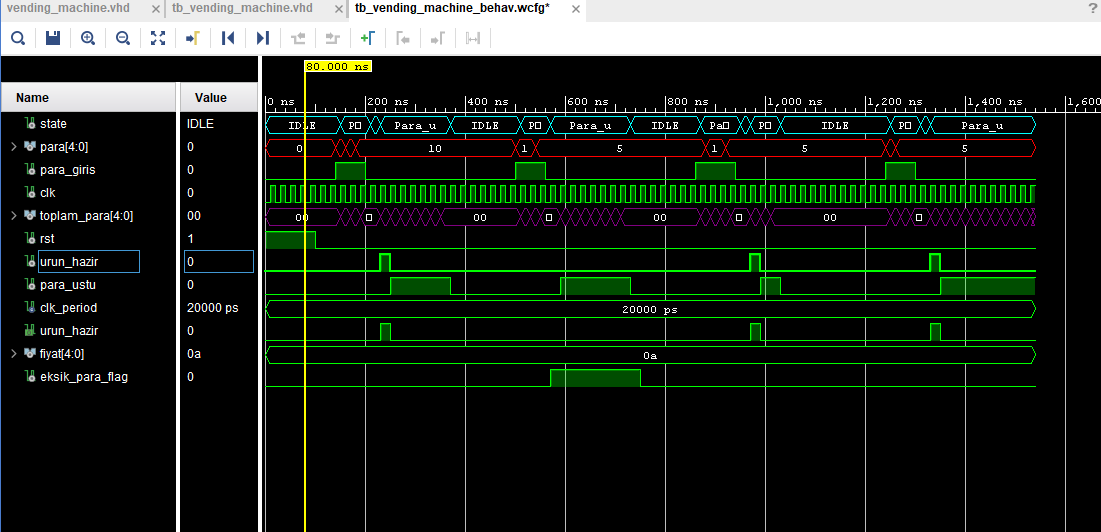 vending_machine.vhd × tb_vending_machine.vhd × tb_vending_machine_behav.wcfg* × ?
80.000 ns
Name Value 0 ns 200 ns 400 ns 600 ns 800 ns 1,000 ns 1,200 ns 1,400 ns 1,600
state IDLE IDLE P Para_u IDLE P Para_u IDLE Pa P IDLE P Para_u
para[4:0] 0 0 10 1 5 1 5 5
para_giris 0
clk 0
toplam_para[4:0] 00 00 00 00 00
rst 1
urun_hazir 0
para_ustu 0
clk_period 20000 ps 20000 ps
urun_hazir 0
fiyat[4:0] 0a 0a
eksik_para_flag 0